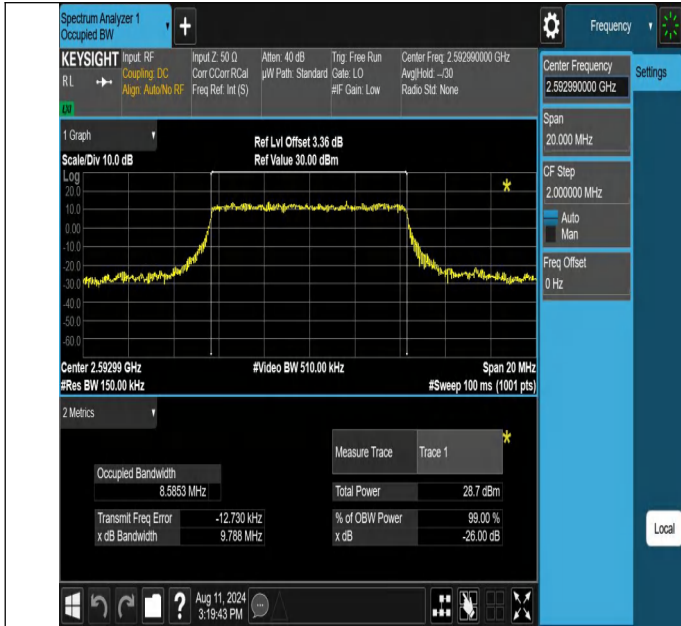 Spectrum Analyzer 1
Occupied BW
Frequency
KEYSIGHT
RL
LXI
Input: RF
Coupling: DC
Align: Auto/No RF
Input Z: 50 Ω
Corr CCorr RCal
Freq Ref: Int (S)
Atten: 40 dB
µW Path: Standard
Trig: Free Run
Gate: LO
#IF Gain: Low
Center Freq: 2.592990000 GHz
Avg|Hold: --/30
Radio Std: None
Center Frequency
2.592990000 GHz
Settings
Span
20.000 MHz
CF Step
2.000000 MHz
Auto
Man
Freq Offset
0 Hz
1 Graph
Scale/Div 10.0 dB
Ref Lvl Offset 3.36 dB
Ref Value 30.00 dBm
Log
20.0
10.0
0.00
-10.0
-20.0
-30.0
-40.0
-50.0
-60.0
Center 2.59299 GHz
#Video BW 510.00 kHz
Span 20 MHz
#Res BW 150.00 kHz
#Sweep 100 ms (1001 pts)
2 Metrics
Measure Trace
Trace 1
Occupied Bandwidth
8.5853 MHz
Total Power
28.7 dBm
Transmit Freq Error
-12.730 kHz
% of OBW Power
99.00 %
x dB Bandwidth
9.788 MHz
x dB
-26.00 dB
Local
?
Aug 11, 2024
3:19:43 PM